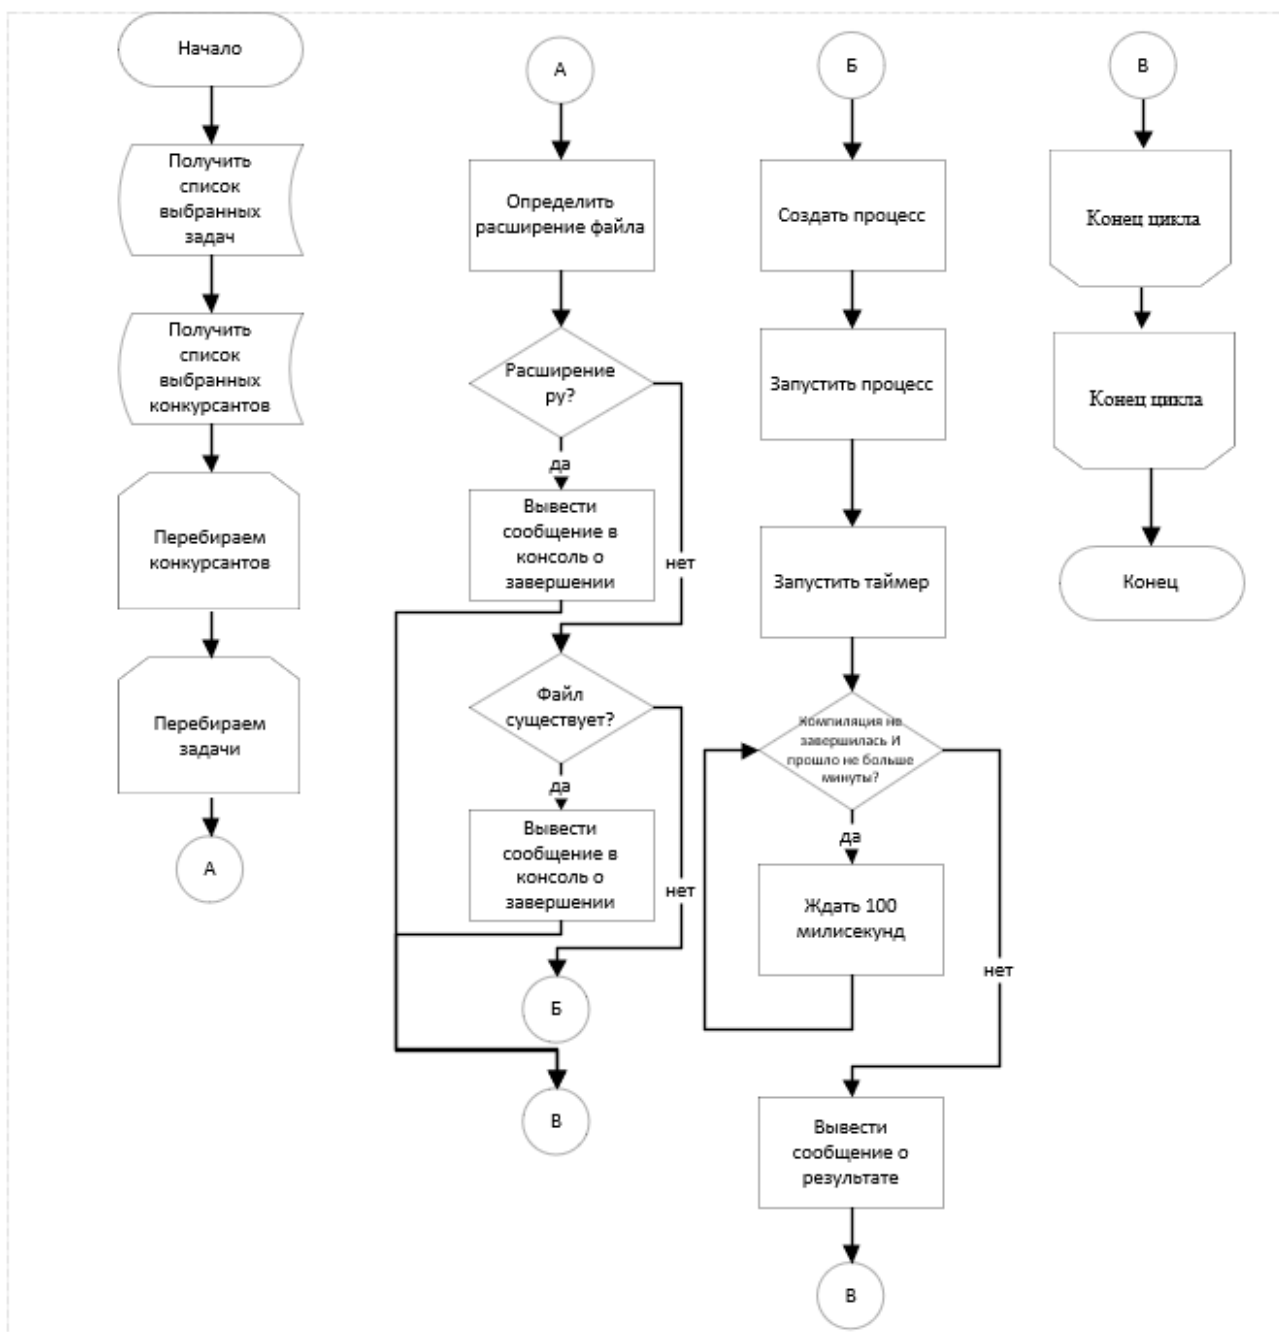 Начало
Получить
список
выбранных
задач
Получить
список
выбранных
конкурсантов
Перебираем
конкурсантов
Перебираем
задачи
А
А
Определить
расширение файла
Расширение
py?
да
нет
Вывести
сообщение в
консоль о
завершении
Файл
существует?
да
нет
Вывести
сообщение в
консоль о
завершении
Б
В
Б
Создать процесс
Запустить процесс
Запустить таймер
Компиляция не
завершилась И
прошло не больше
минуты?
да
Ждать 100
милисекунд
нет
Вывести
сообщение о
результате
В
В
Конец цикла
Конец цикла
Конец